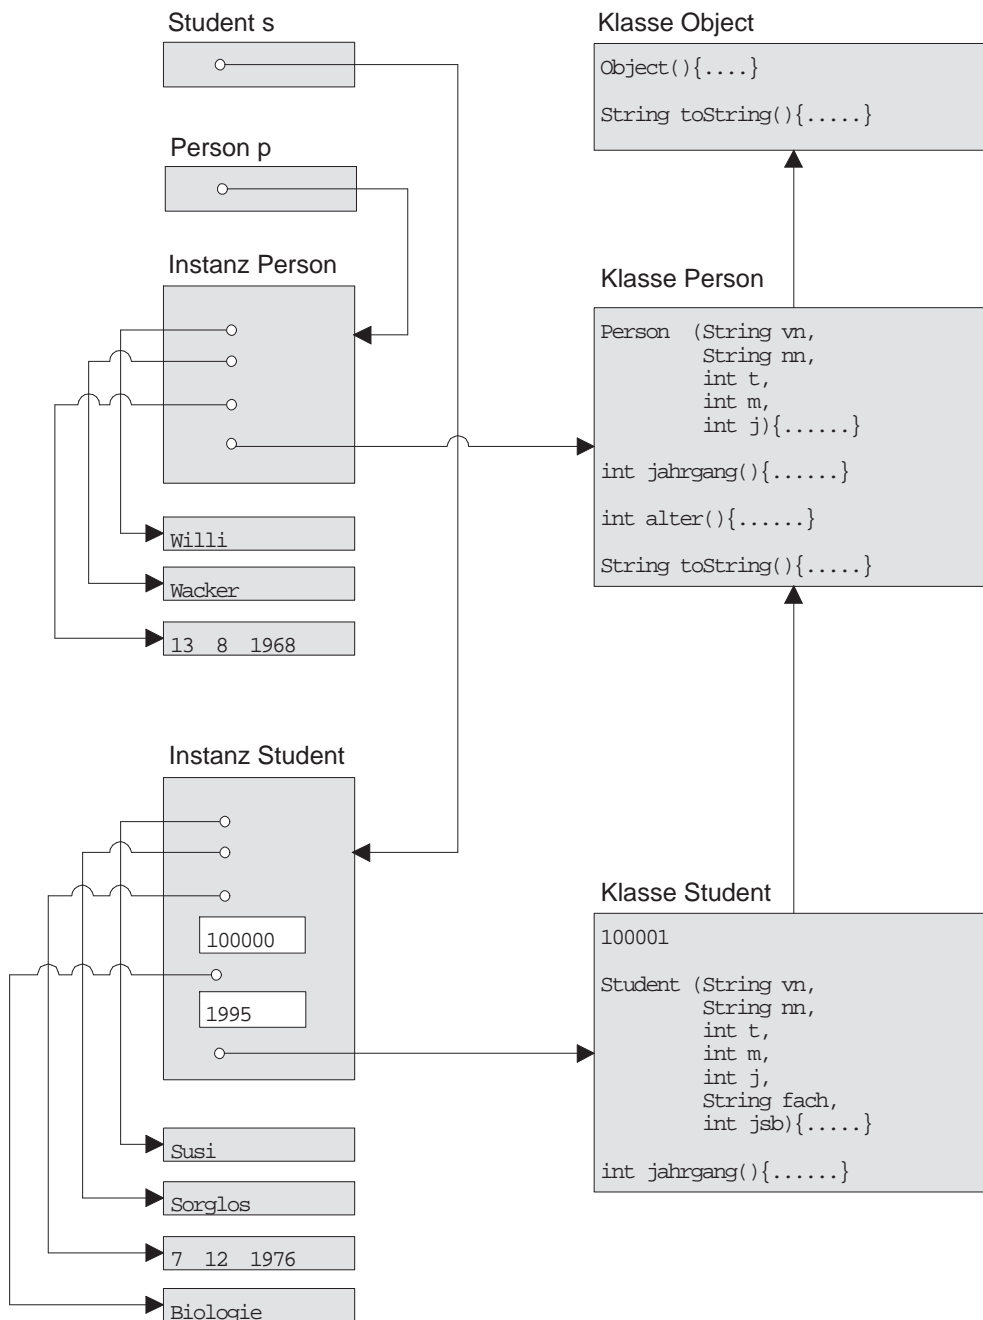 Student s
Person p
Instanz Person
Willi
Wacker
13 8 1968
Instanz Student
100000
1995
Susi
Sorglos
7 12 1976
Biologie
Klasse Object
Object(){....}
String toString(){.....}
Klasse Person
Person (String vn,
String nn,
int t,
int m,
int j){......}
int jahrgang(){......}
int alter(){......}
String toString(){.....}
Klasse Student
100001
Student (String vn,
String nn,
int t,
int m,
int j,
String fach,
int jsb){.....}
int jahrgang(){......}